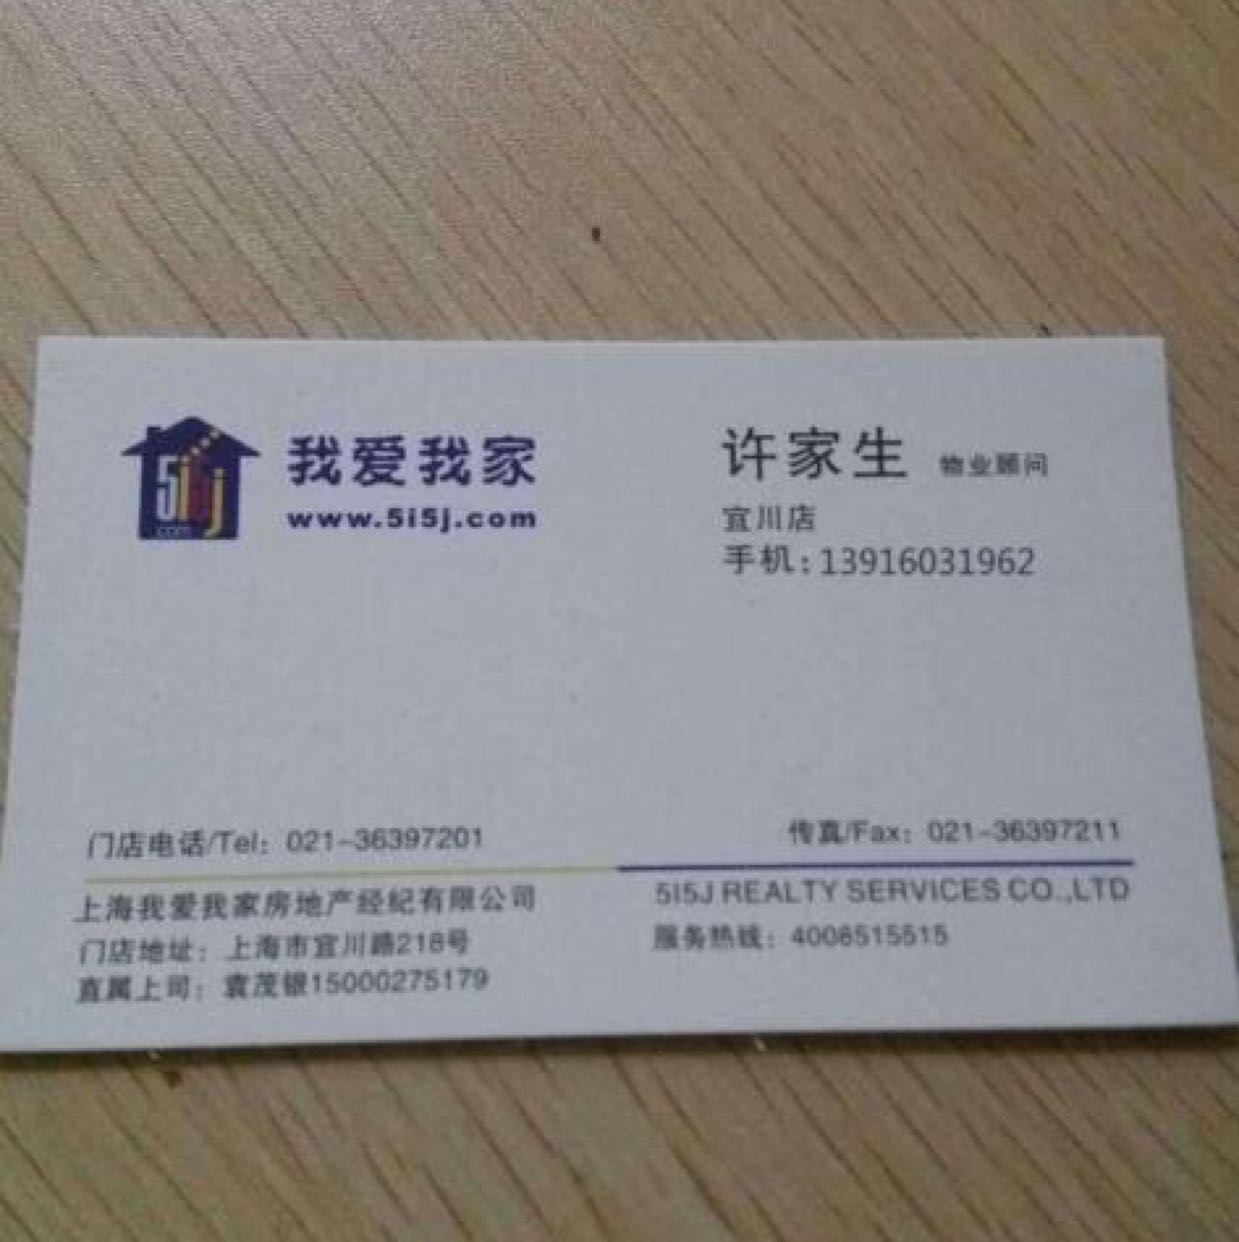 5i5j
.com
我爱我家
www.5i5j.com
许家生 物业顾问
宜川店
手机:13916031962
门店电话/Tel: 021-36397201
传真/Fax: 021-36397211
上海我爱我家房地产经纪有限公司
门店地址: 上海市宜川路218号
直属上司: 袁茂银15000275179
5I5J REALTY SERVICES CO.,LTD
服务热线: 4008515515